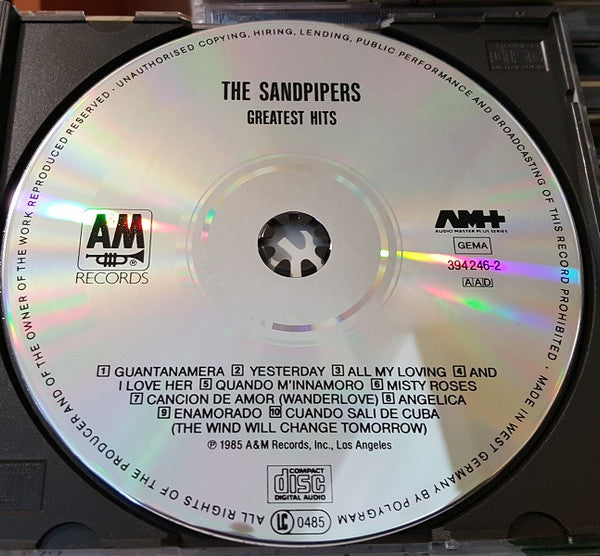 THE SANDPIPERS
GREATEST HITS
AM
®
RECORDS
AM+
AUDIO MASTER PLUS SERIES
GEMA
394 246-2
AAD
1 GUANTANAMERA 2 YESTERDAY 3 ALL MY LOVING 4 AND
I LOVE HER 5 QUANDO M'INNAMORO 6 MISTY ROSES
7 CANCION DE AMOR (WANDERLOVE) 8 ANGELICA
9 ENAMORADO 10 CUANDO SALI DE CUBA
(THE WIND WILL CHANGE TOMORROW)
℗ 1985 A&M Records, Inc., Los Angeles
COMPACT
disc
DIGITAL AUDIO
LC 0485
ALL RIGHTS OF THE PRODUCER AND OF THE OWNER OF THE WORK REPRODUCED RESERVED · UNAUTHORISED COPYING, HIRING, LENDING, PUBLIC PERFORMANCE AND BROADCASTING OF THIS RECORD PROHIBITED · MADE IN WEST GERMANY BY POLYGRAM